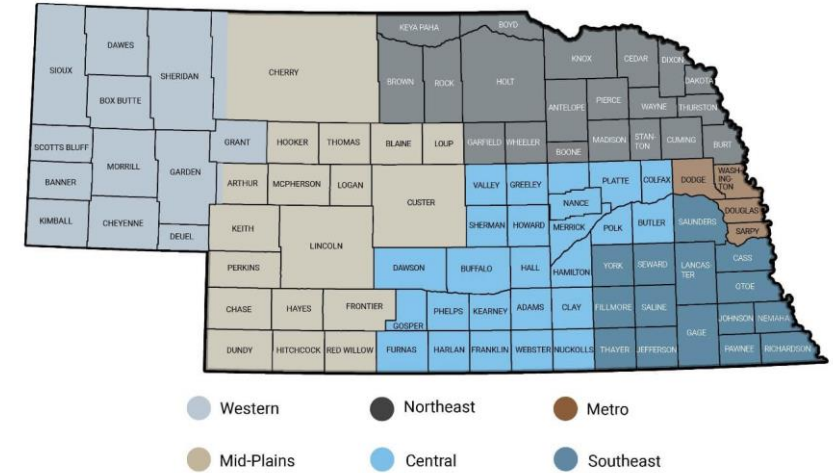 KEYA PAHA
BOYD
DAWES
SIOUX
SHERIDAN
CHERRY
BROWN
ROCK
HOLT
KNOX
CEDAR
DIXON
DAKOTA
BOX BUTTE
ANTELOPE
PIERCE
WAYNE
THURSTON
SCOTTS BLUFF
MORRILL
GARDEN
GRANT
HOOKER
THOMAS
BLAINE
LOUP
GARFIELD
WHEELER
BOONE
MADISON
STAN-
TON
CUMING
BURT
BANNER
ARTHUR
MCPHERSON
LOGAN
CUSTER
VALLEY
GREELEY
NANCE
PLATTE
COLFAX
DODGE
WASH-
ING-
TON
KIMBALL
CHEYENNE
DEUEL
KEITH
LINCOLN
SHERMAN
HOWARD
MERRICK
POLK
BUTLER
SAUNDERS
DOUGLAS
SARPY
PERKINS
DAWSON
BUFFALO
HALL
HAMILTON
YORK
SEWARD
LANCAS-
TER
CASS
OTOE
CHASE
HAYES
FRONTIER
GOSPER
PHELPS
KEARNEY
ADAMS
CLAY
FILLMORE
SALINE
GAGE
JOHNSON
NEMAHA
DUNDY
HITCHCOCK
RED WILLOW
FURNAS
HARLAN
FRANKLIN
WEBSTER
NUCKOLLS
THAYER
JEFFERSON
PAWNEE
RICHARDSON
Western
Northeast
Metro
Mid-Plains
Central
Southeast